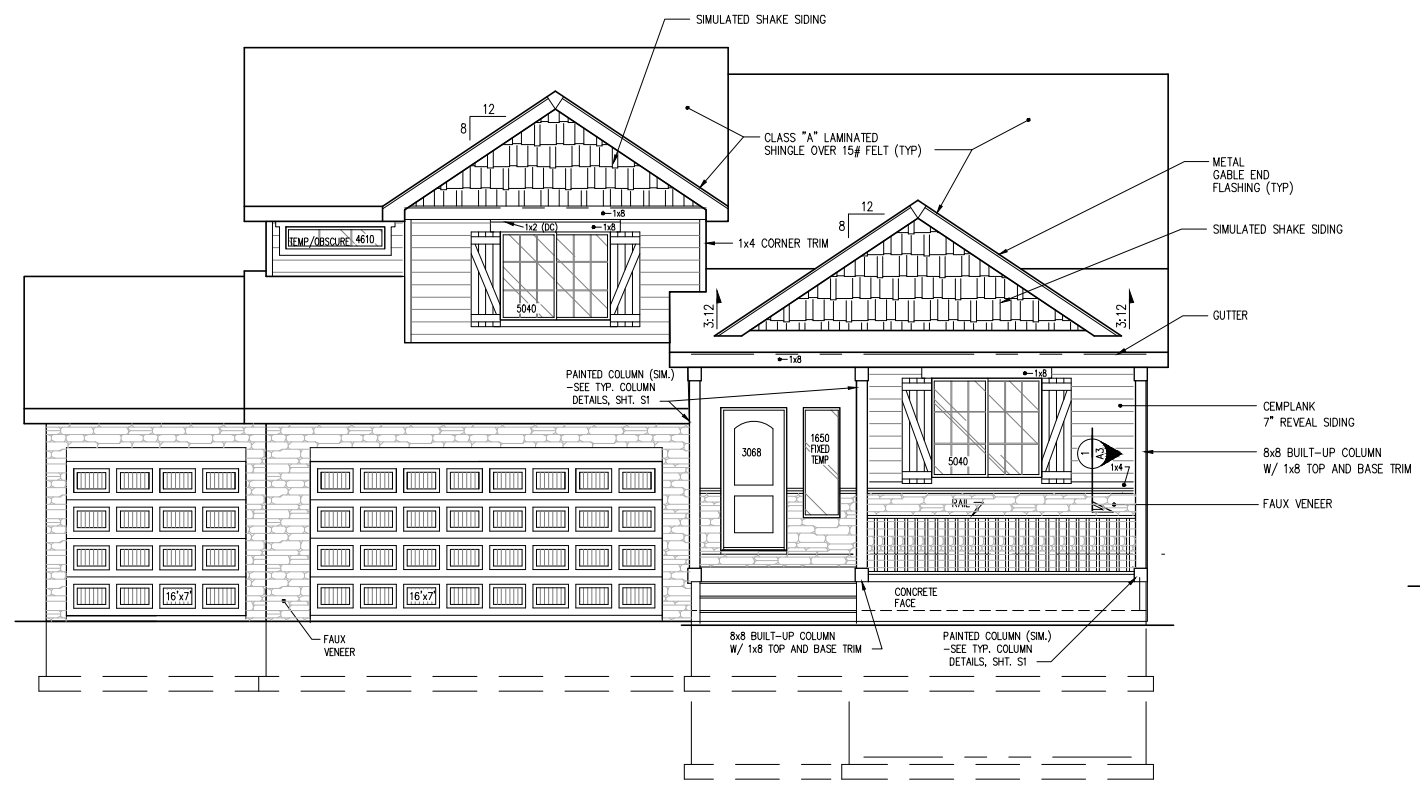 SIMULATED SHAKE SIDING
12
8
CLASS "A" LAMINATED
SHINGLE OVER 15# FELT (TYP)
METAL
GABLE END
FLASHING (TYP)
12
8
1x8
1x2 (DC)
1x8
SIMULATED SHAKE SIDING
TEMP/OBSCURE 4610
1x4 CORNER TRIM
5040
3:12
3:12
GUTTER
1x8
PAINTED COLUMN (SIM.)
-SEE TYP. COLUMN
DETAILS, SHT. S1
1x8
CEMPLANK
7" REVEAL SIDING
3068
1650
FIXED
TEMP
5040
1
A3
1x4
8x8 BUILT-UP COLUMN
W/ 1x8 TOP AND BASE TRIM
RAIL
FAUX VENEER
16'x7'
16'x7'
CONCRETE
FACE
FAUX
VENEER
8x8 BUILT-UP COLUMN
W/ 1x8 TOP AND BASE TRIM
PAINTED COLUMN (SIM.)
-SEE TYP. COLUMN
DETAILS, SHT. S1